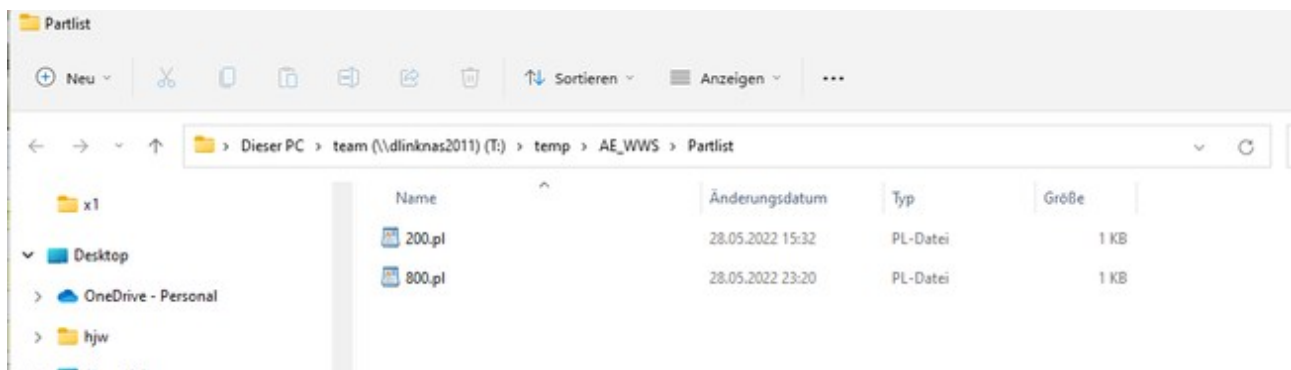 Partlist
Neu Sortieren Anzeigen ...
> Dieser PC > team (\\dlinknas2011) (T:) > temp > AE_WWS > Partlist
x1
Name Änderungsdatum Typ Größe
200.pl 28.05.2022 15:32 PL-Datei 1 KB
Desktop
800.pl 28.05.2022 23:20 PL-Datei 1 KB
OneDrive - Personal
hjw